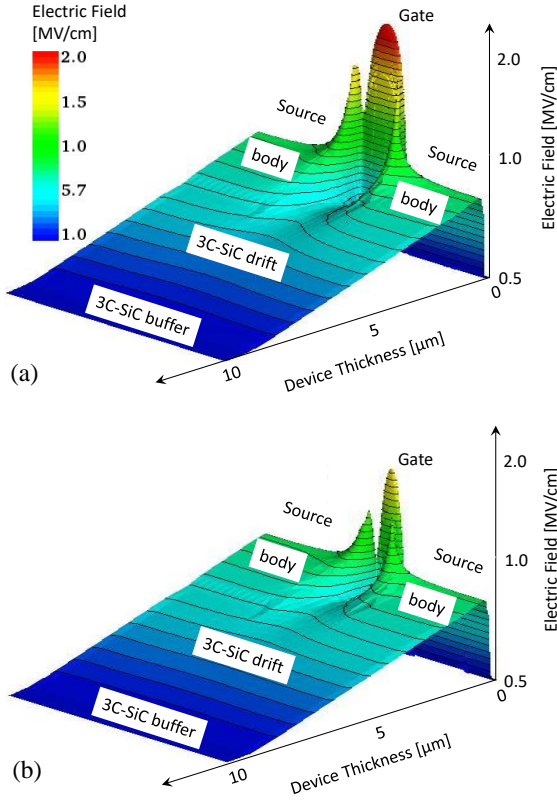 Electric Field
[MV/cm]
2.0
1.5
1.0
5.7
1.0
Gate
Source
body
Source
body
3C-SiC drift
3C-SiC buffer
2.0
1.0
0.5
Electric Field [MV/cm]
0
5
10
Device Thickness [µm]
(a)
Gate
Source
body
Source
body
3C-SiC drift
3C-SiC buffer
2.0
1.0
0.5
Electric Field [MV/cm]
0
5
10
Device Thickness [µm]
(b)